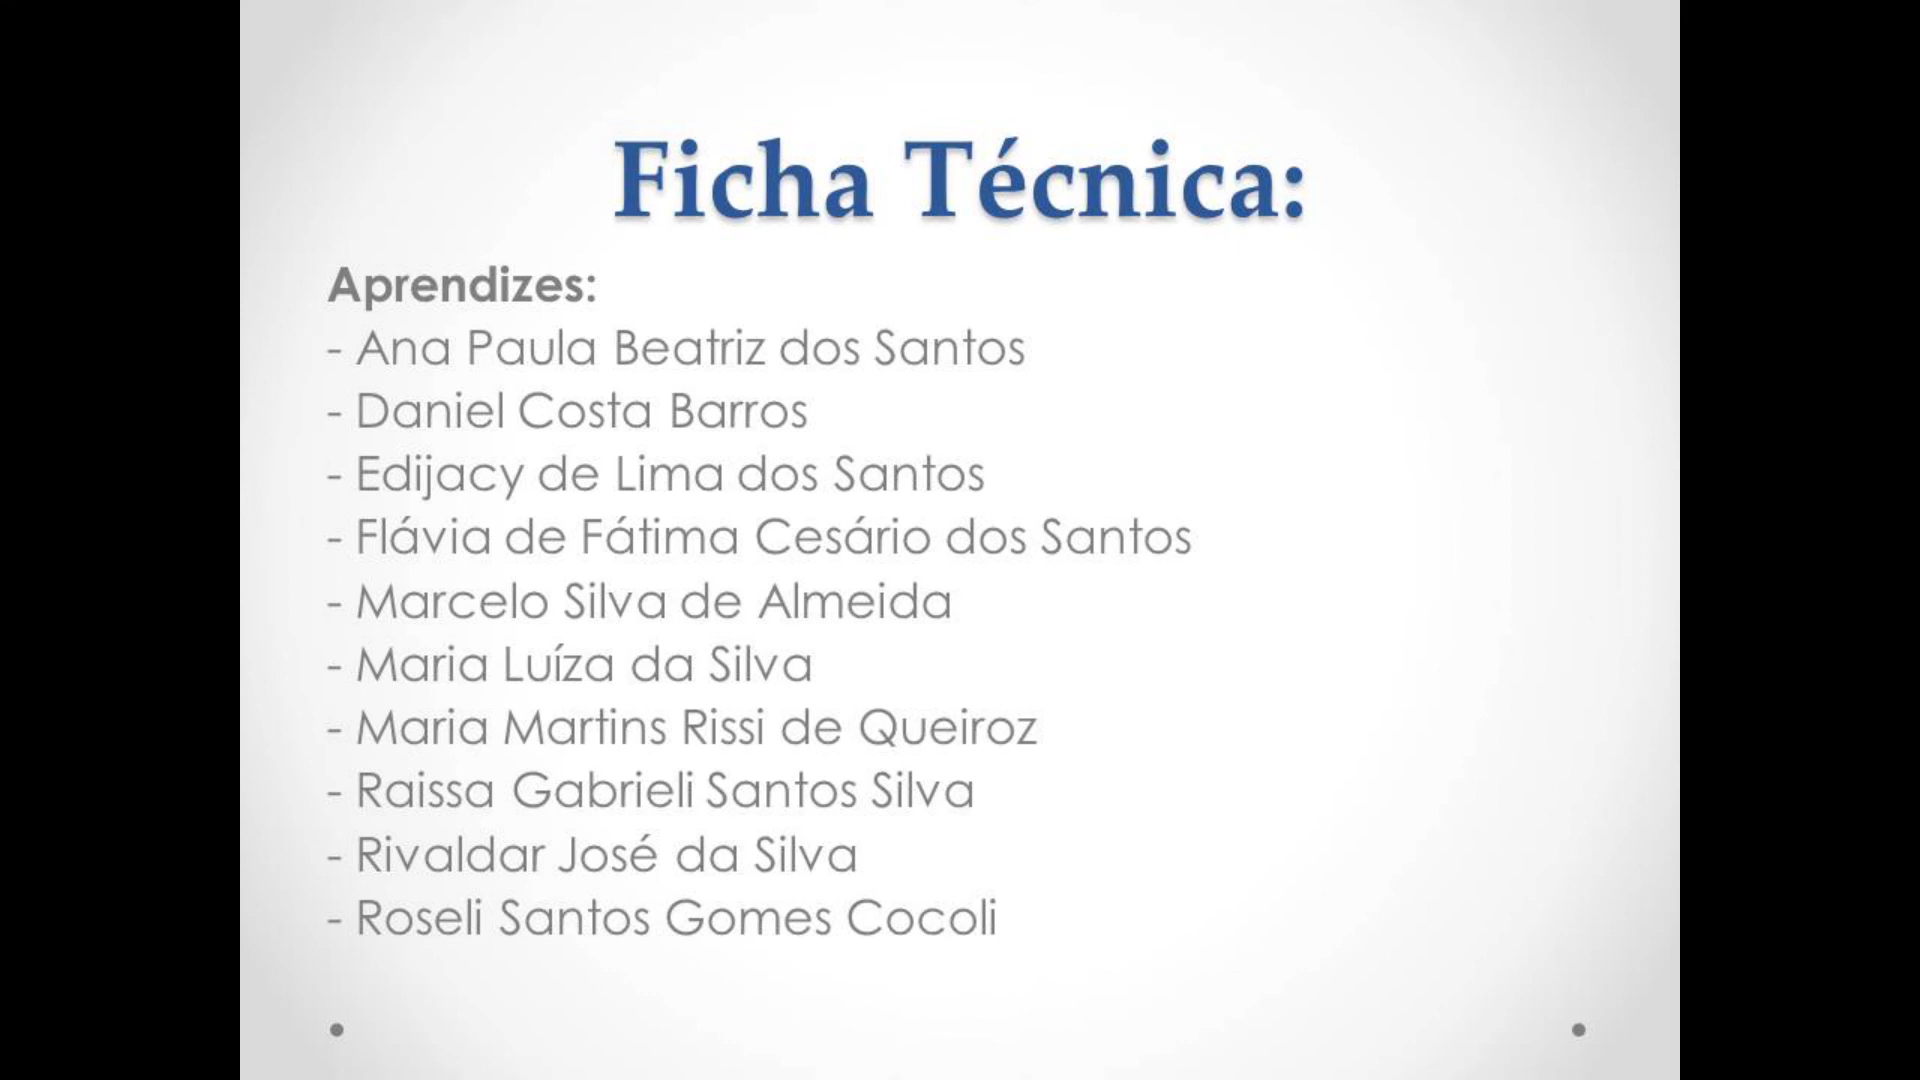 Ficha Técnica:
Aprendizes:
- Ana Paula Beatriz dos Santos
- Daniel Costa Barros
- Edijacy de Lima dos Santos
- Flávia de Fátima Cesário dos Santos
- Marcelo Silva de Almeida
- Maria Luíza da Silva
- Maria Martins Rissi de Queiroz
- Raissa Gabrieli Santos Silva
- Rivaldar José da Silva
- Roseli Santos Gomes Cocoli